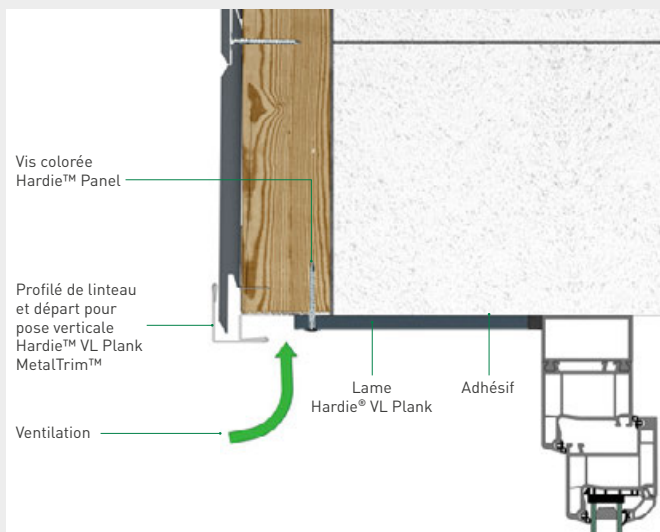 Vis colorée
Hardie™ Panel
Profilé de linteau
et départ pour
pose verticale
Hardie™ VL Plank
MetalTrim™
Ventilation
Lame
Hardie® VL Plank
Adhésif